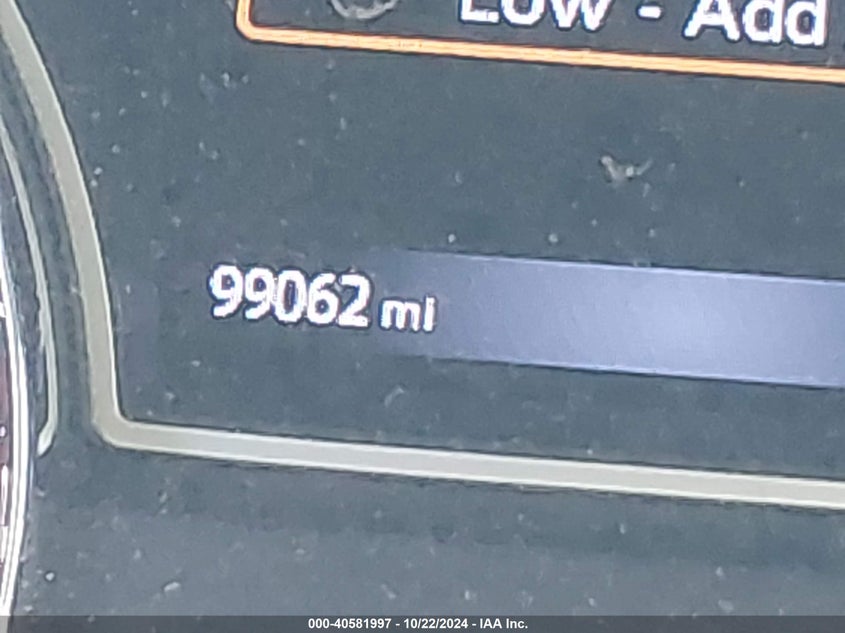 Low - Add
99062 mi
000-40581997 - 10/22/2024 - IAA Inc.